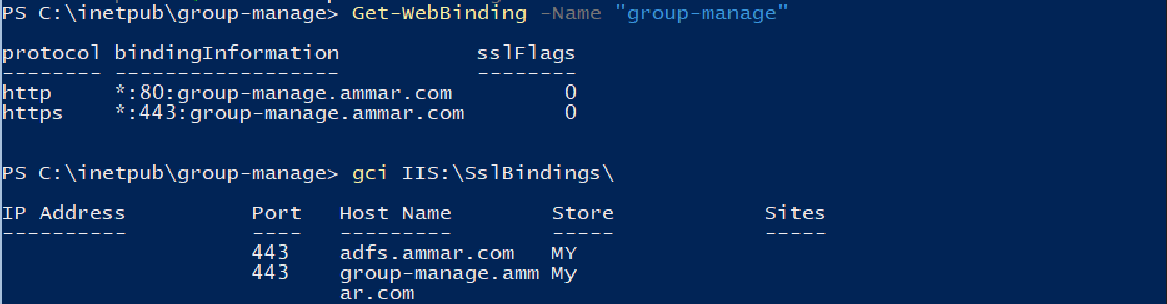 PS C:\inetpub\group-manage> Get-WebBinding -Name "group-manage"
protocol bindingInformation sslFlags
-------- ------------------ --------
http *:80:group-manage.ammar.com 0
https *:443:group-manage.ammar.com 0
PS C:\inetpub\group-manage> gci IIS:\SslBindings\
IP Address Port Host Name Store Sites
---------- ---- --------- ----- -----
443 adfs.ammar.com MY
443 group-manage.amm My
ar.com